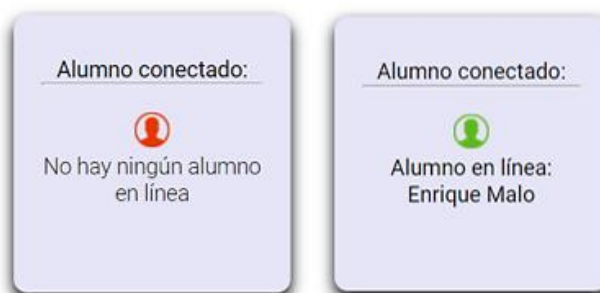 Alumno conectado:
No hay ningún alumno
en línea
Alumno conectado:
Alumno en línea:
Enrique Malo